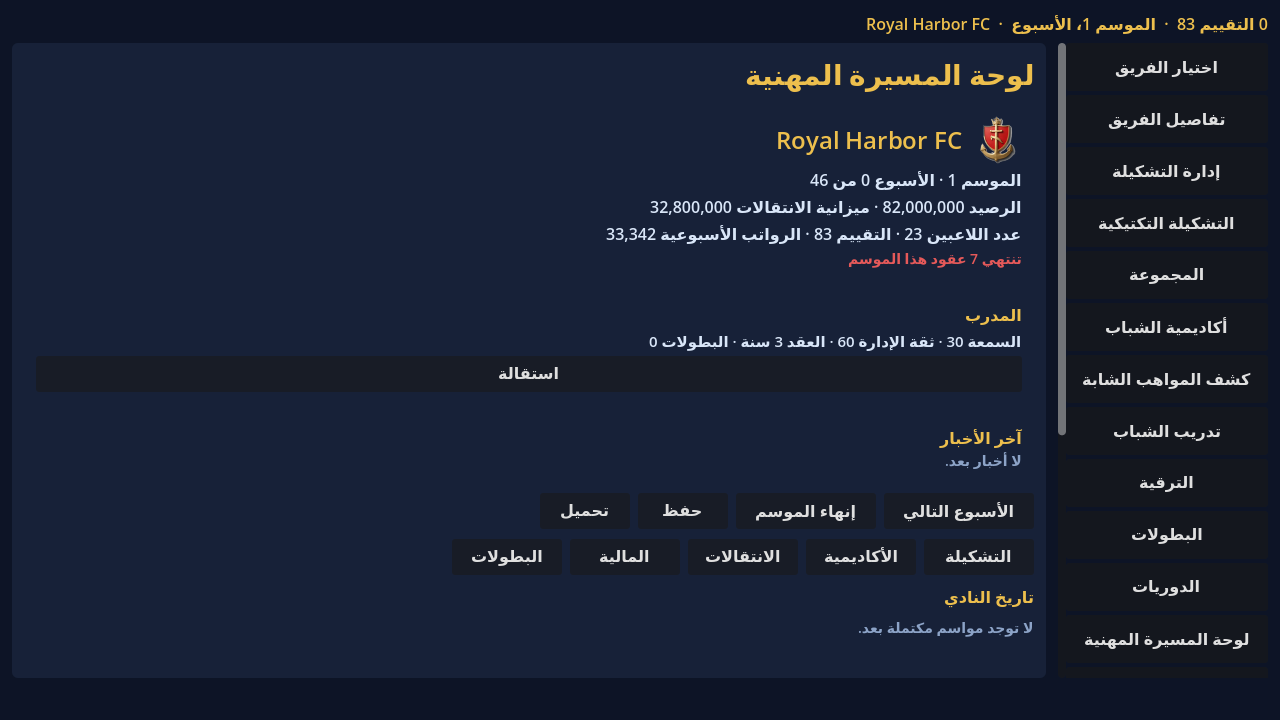 Royal Harbor FC  ·  الموسم 1، الأسبوع 0  ·  التقييم 83
اختيار الفريق
تفاصيل الفريق
إدارة التشكيلة
التشكيلة التكتيكية
المجموعة
أكاديمية الشباب
كشف المواهب الشابة
تدريب الشباب
الترقية
البطولات
الدوريات
لوحة المسيرة المهنية
لوحة المسيرة المهنية
Royal Harbor FC
الموسم 1 · الأسبوع 0 من 46
الرصيد 82,000,000 · ميزانية الانتقالات 32,800,000
عدد اللاعبين 23 · التقييم 83 · الرواتب الأسبوعية 33,342
تنتهي 7 عقود هذا الموسم
المدرب
السمعة 30 · ثقة الإدارة 60 · العقد 3 سنة · البطولات 0
استقالة
آخر الأخبار
لا أخبار بعد.
الأسبوع التالي
إنهاء الموسم
حفظ
تحميل
التشكيلة
الأكاديمية
الانتقالات
المالية
البطولات
تاريخ النادي
لا توجد مواسم مكتملة بعد.